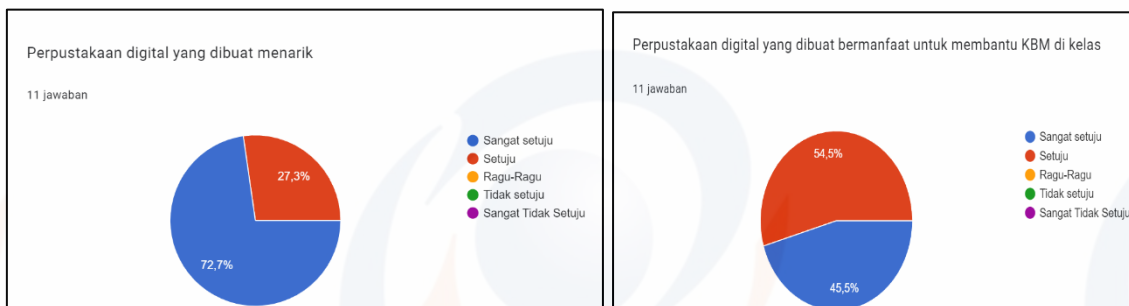 Perpustakaan digital yang dibuat menarik
11 jawaban
Sangat setuju
Setuju
Ragu-Ragu
Tidak setuju
Sangat Tidak Setuju
27,3%
72,7%
Perpustakaan digital yang dibuat bermanfaat untuk membantu KBM di kelas
11 jawaban
Sangat setuju
Setuju
Ragu-Ragu
Tidak setuju
Sangat Tidak Setuju
54,5%
45,5%